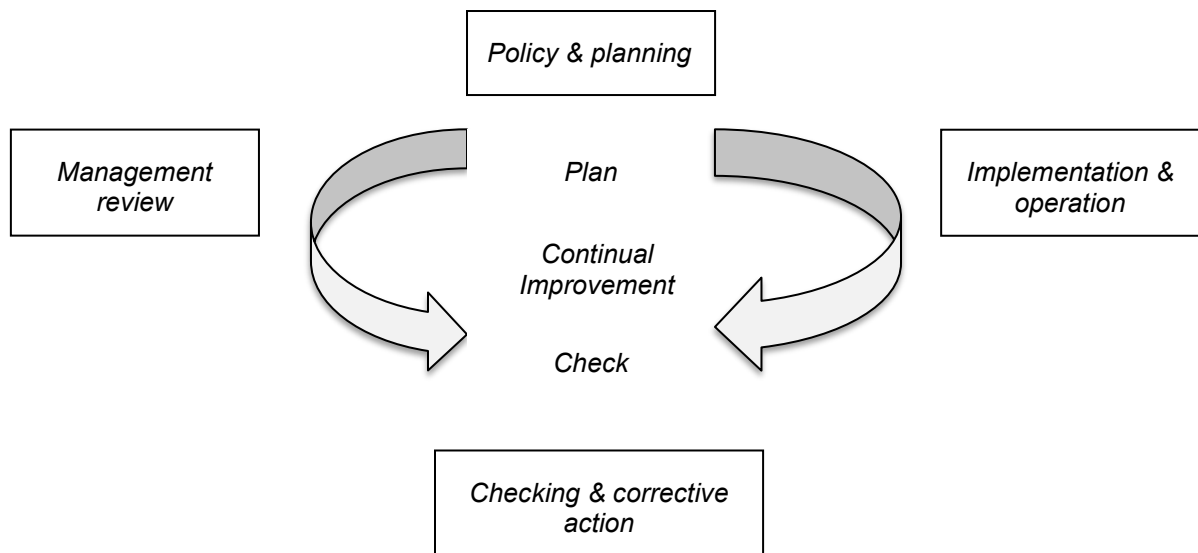 Policy & planning
Management
review
Plan
Implementation &
operation
Continual
Improvement
Check
Checking & corrective
action